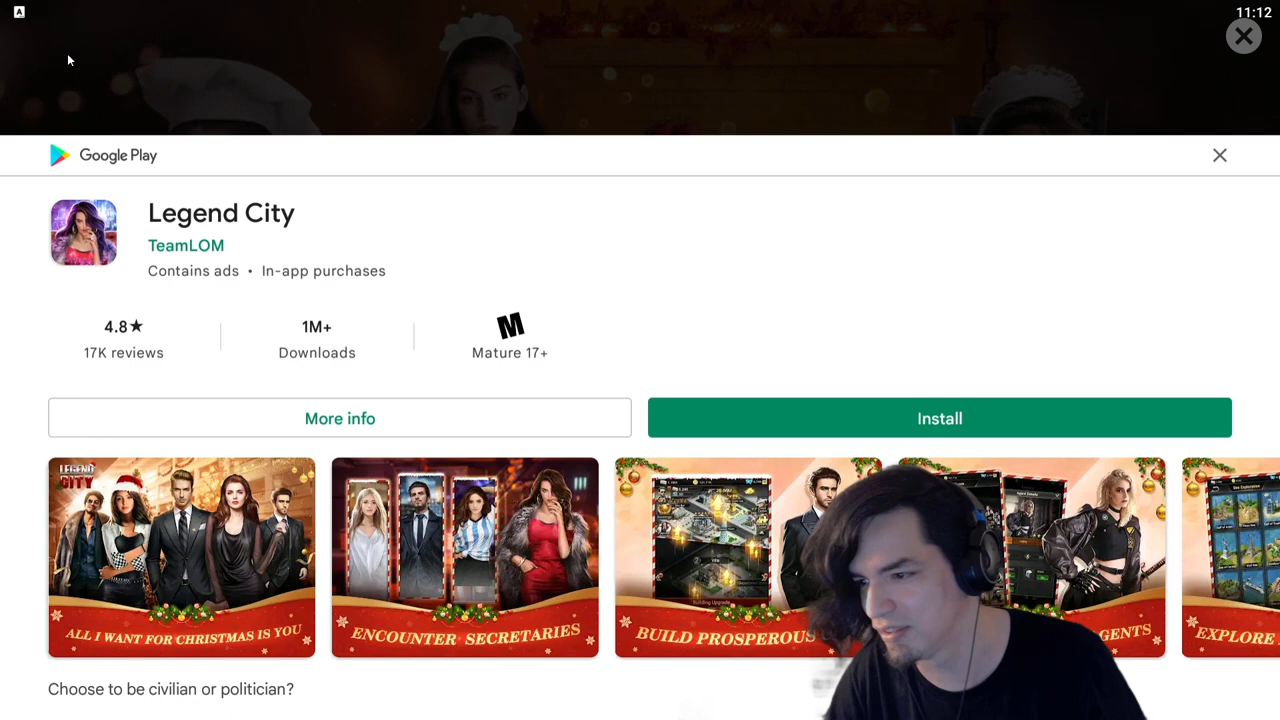 A
11:12
Google Play
Legend City
TeamLOM
Contains ads • In-app purchases
4.8★
17K reviews
1M+
Downloads
M
Mature 17+
More info
Install
LEGEND
CITY
ALL I WANT FOR CHRISTMAS IS YOU
ENCOUNTER SECRETARIES
BUILD PROSPEROUS
GENTS
EXPLORE
Choose to be civilian or politician?